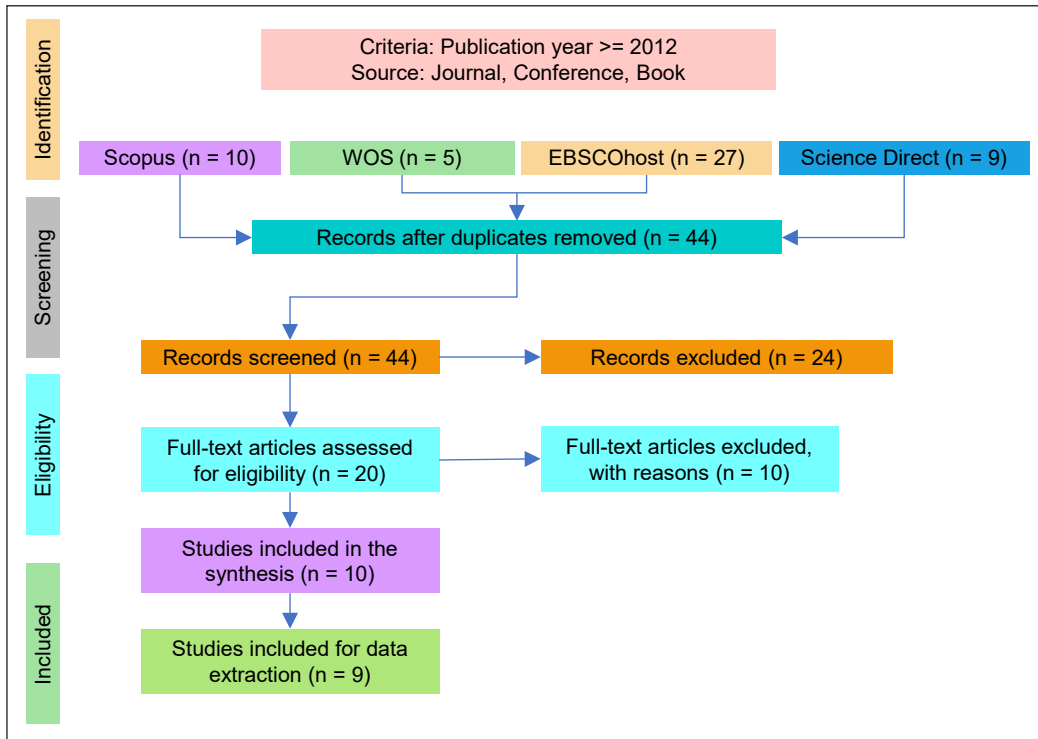 Identification
Criteria: Publication year >= 2012
Source: Journal, Conference, Book
Scopus (n = 10)
WOS (n = 5)
EBSCOhost (n = 27)
Science Direct (n = 9)
Screening
Records after duplicates removed (n = 44)
Records screened (n = 44)
Records excluded (n = 24)
Eligibility
Full-text articles assessed
for eligibility (n = 20)
Full-text articles excluded,
with reasons (n = 10)
Studies included in the
synthesis (n = 10)
Included
Studies included for data
extraction (n = 9)